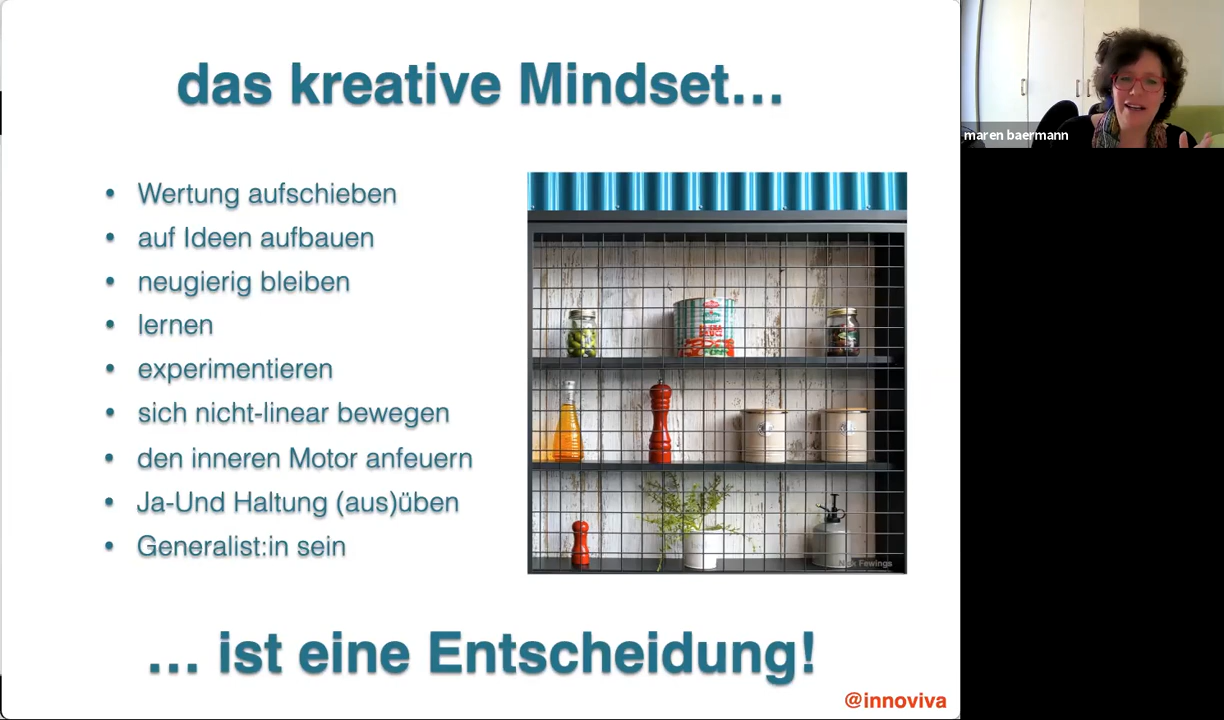 das kreative Mindset…
• Wertung aufschieben
• auf Ideen aufbauen
• neugierig bleiben
• lernen
• experimentieren
• sich nicht-linear bewegen
• den inneren Motor anfeuern
• Ja-Und Haltung (aus)üben
• Generalist:in sein
… ist eine Entscheidung!
@innoviva
maren baermann
Fewings